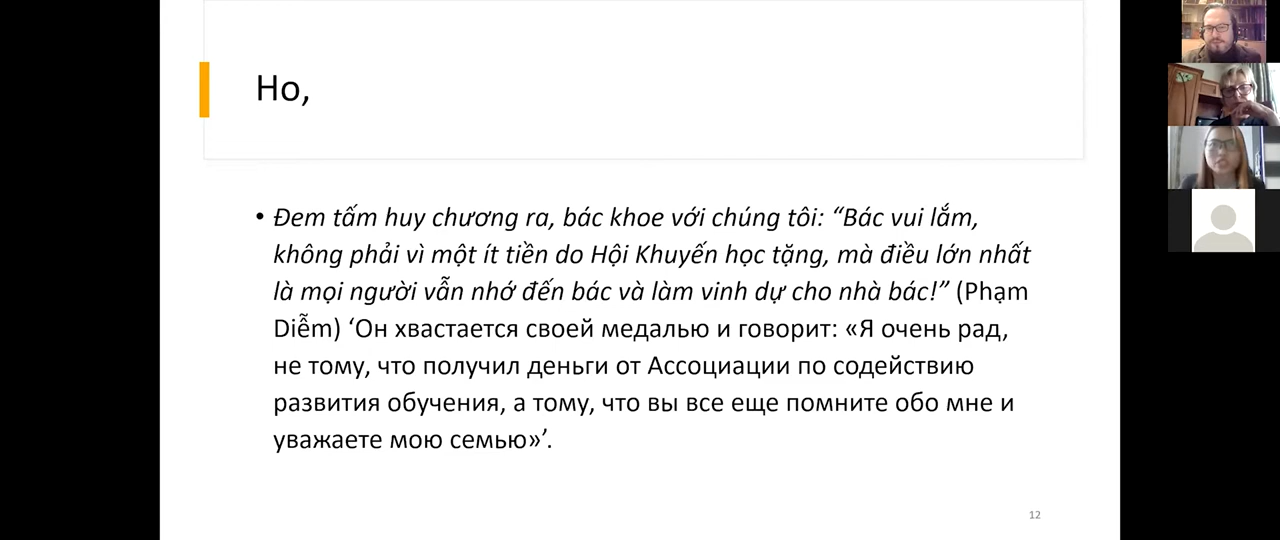 Но,
• Đem tấm huy chương ra, bác khoe với chúng tôi: “Bác vui lắm,
không phải vì một ít tiền do Hội Khuyến học tặng, mà điều lớn nhất
là mọi người vẫn nhớ đến bác và làm vinh dự cho nhà bác!” (Phạm
Diễm) ‘Он хвастается своей медалью и говорит: «Я очень рад,
не тому, что получил деньги от Ассоциации по содействию
развития обучения, а тому, что вы все еще помните обо мне и
уважаете мою семью»’.
12